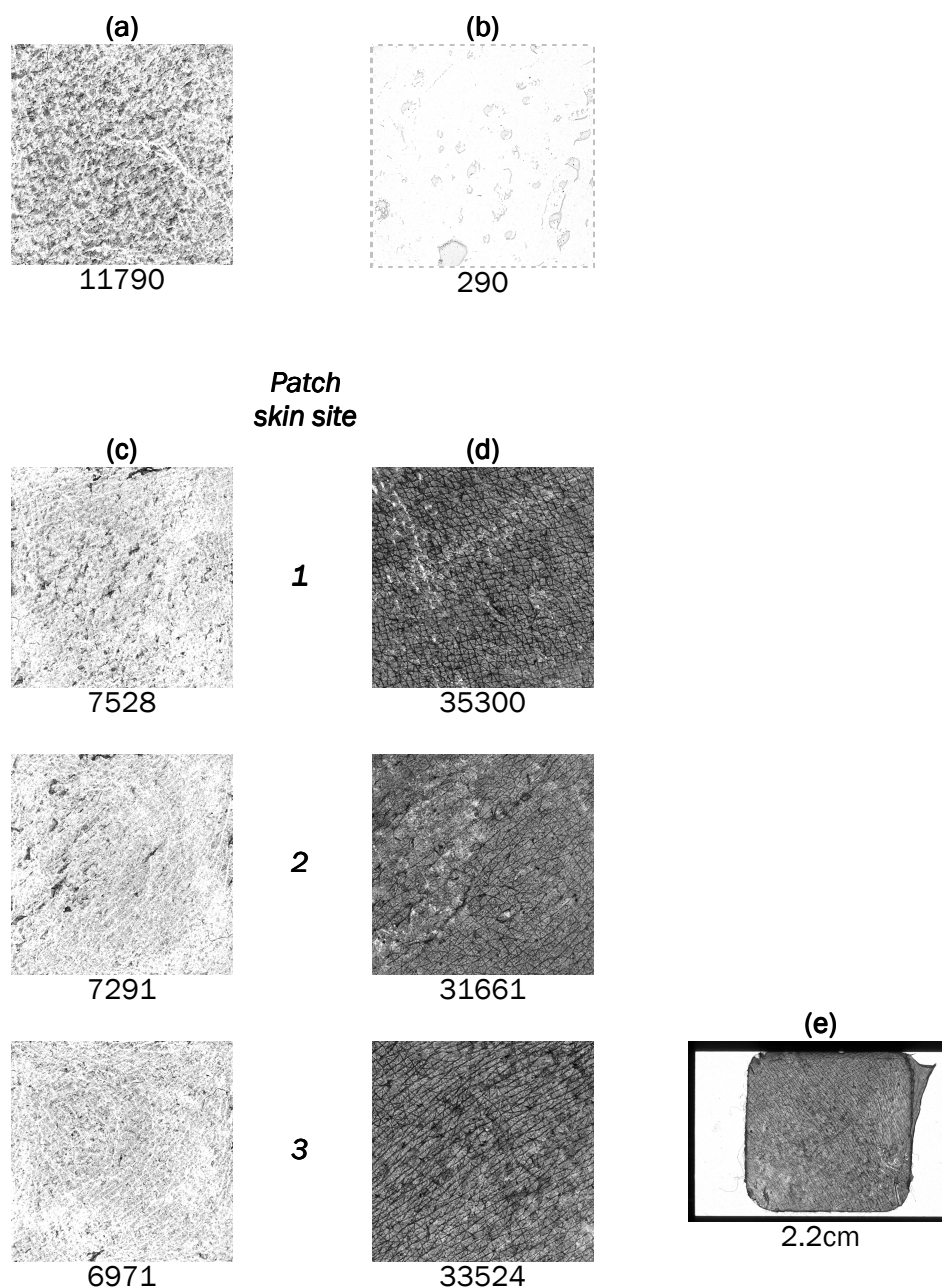 (a)
(b)
11790
290
Patch
skin site
(c)
(d)
1
7528
35300
2
7291
31661
(e)
3
2.2cm
6971
33524